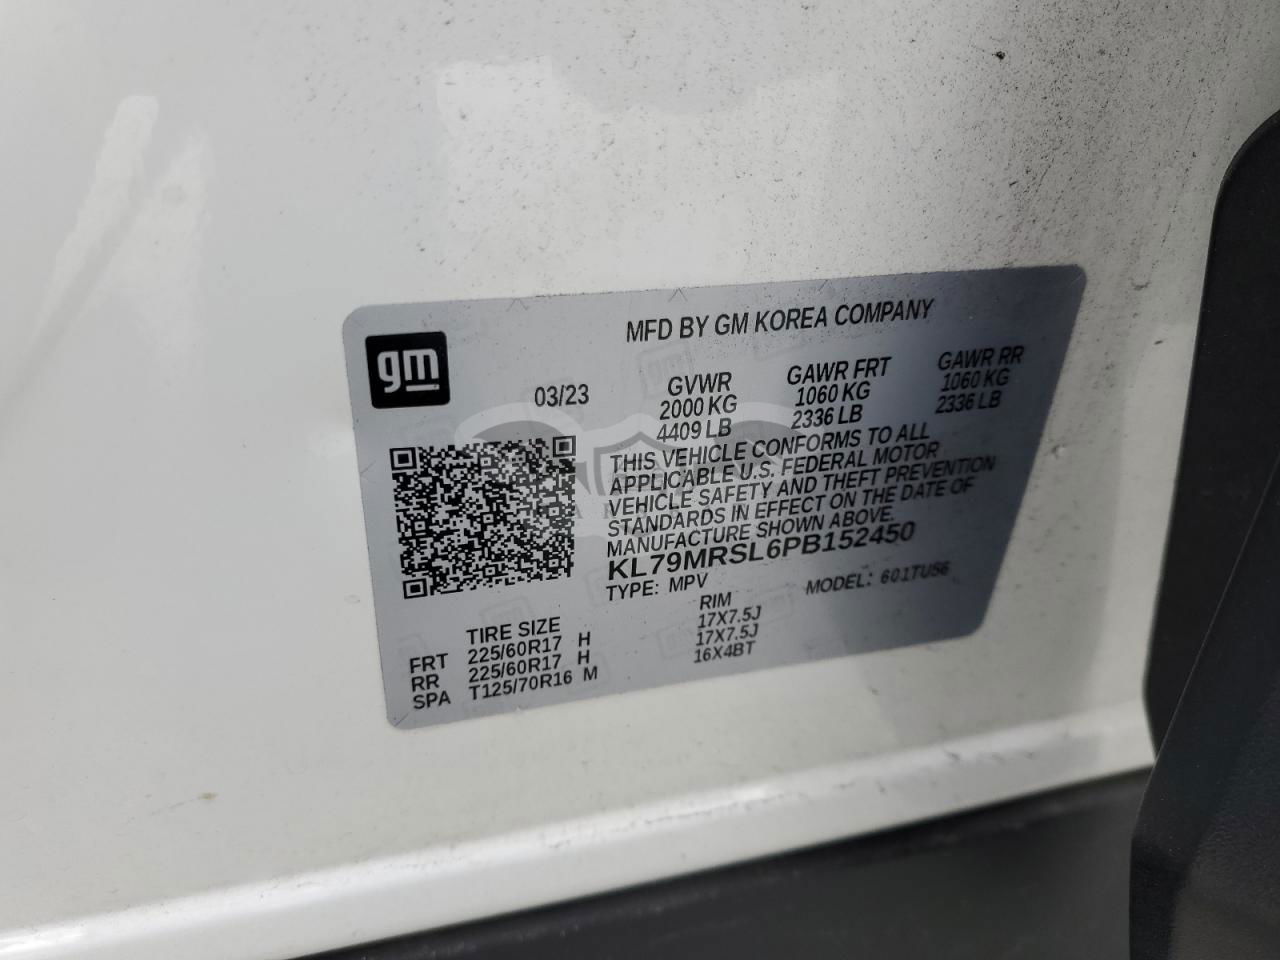 gm
MFD BY GM KOREA COMPANY
03/23 GVWR GAWR FRT GAWR RR
2000 KG 1060 KG 1060 KG
4409 LB 2336 LB 2336 LB
THIS VEHICLE CONFORMS TO ALL
APPLICABLE U.S. FEDERAL MOTOR
VEHICLE SAFETY AND THEFT PREVENTION
STANDARDS IN EFFECT ON THE DATE OF
MANUFACTURE SHOWN ABOVE.
KL79MRSL6PB152450
TYPE: MPV MODEL: 601TU56
TIRE SIZE RIM
FRT 225/60R17 H 17X7.5J
RR 225/60R17 H 17X7.5J
SPA T125/70R16 M 16X4BT